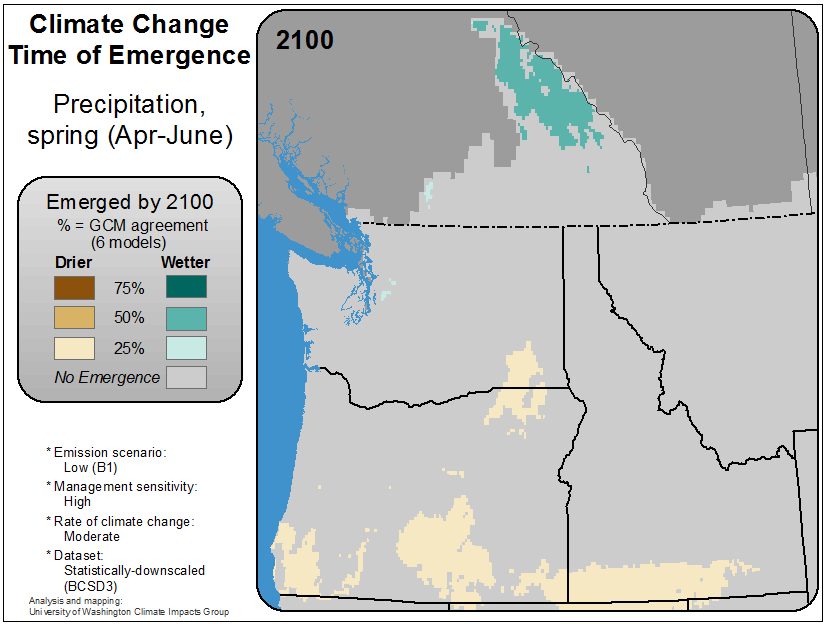 Climate Change
Time of Emergence
Precipitation,
spring (Apr-June)
2100
Emerged by 2100
% = GCM agreement
(6 models)
Drier Wetter
75%
50%
25%
No Emergence
* Emission scenario:
Low (B1)
* Management sensitivity:
High
* Rate of climate change:
Moderate
* Dataset:
Statistically-downscaled
(BCSD3)
Analysis and mapping:
University of Washington Climate Impacts Group